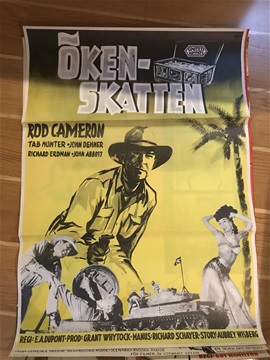 ÖKEN-
SKATTEN
ROD CAMERON
TAB HUNTER • JOHN DEHNER
RICHARD ERDMAN • JOHN ABBOTT
REGI: E.A.DUPONT • PROD: GRANT WHYTOCK • MANUS: RICHARD SCHAYER • STORY: AUBREY WISBERG